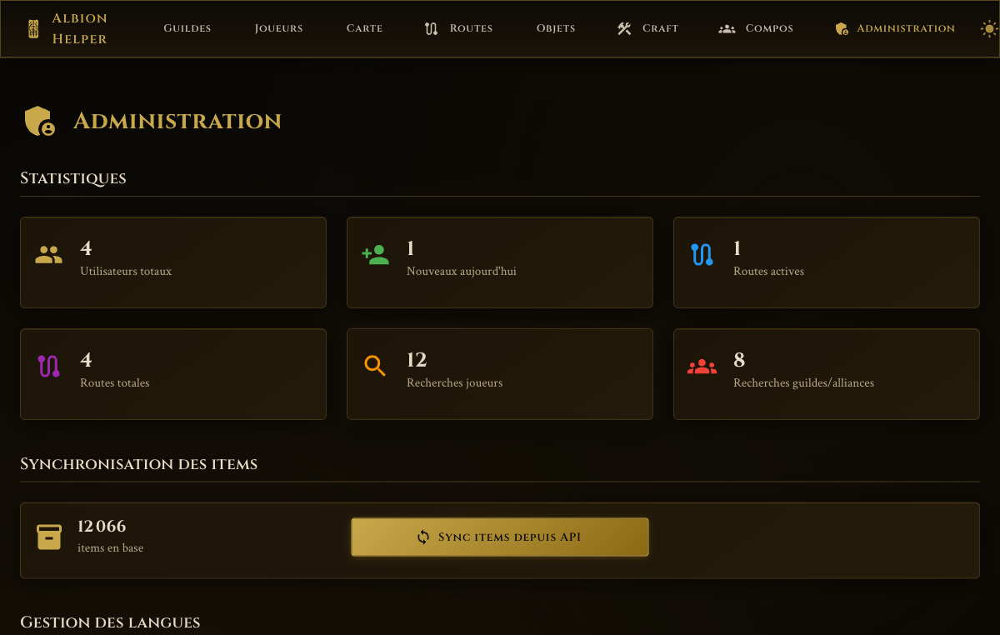 Albion
Helper
Guildes
Joueurs
Carte
Routes
Objets
Craft
Compos
Administration
Administration
Statistiques
4
Utilisateurs totaux
1
Nouveaux aujourd'hui
1
Routes actives
4
Routes totales
12
Recherches joueurs
8
Recherches guildes/alliances
Synchronisation des items
12 066
items en base
Sync items depuis API
Gestion des langues